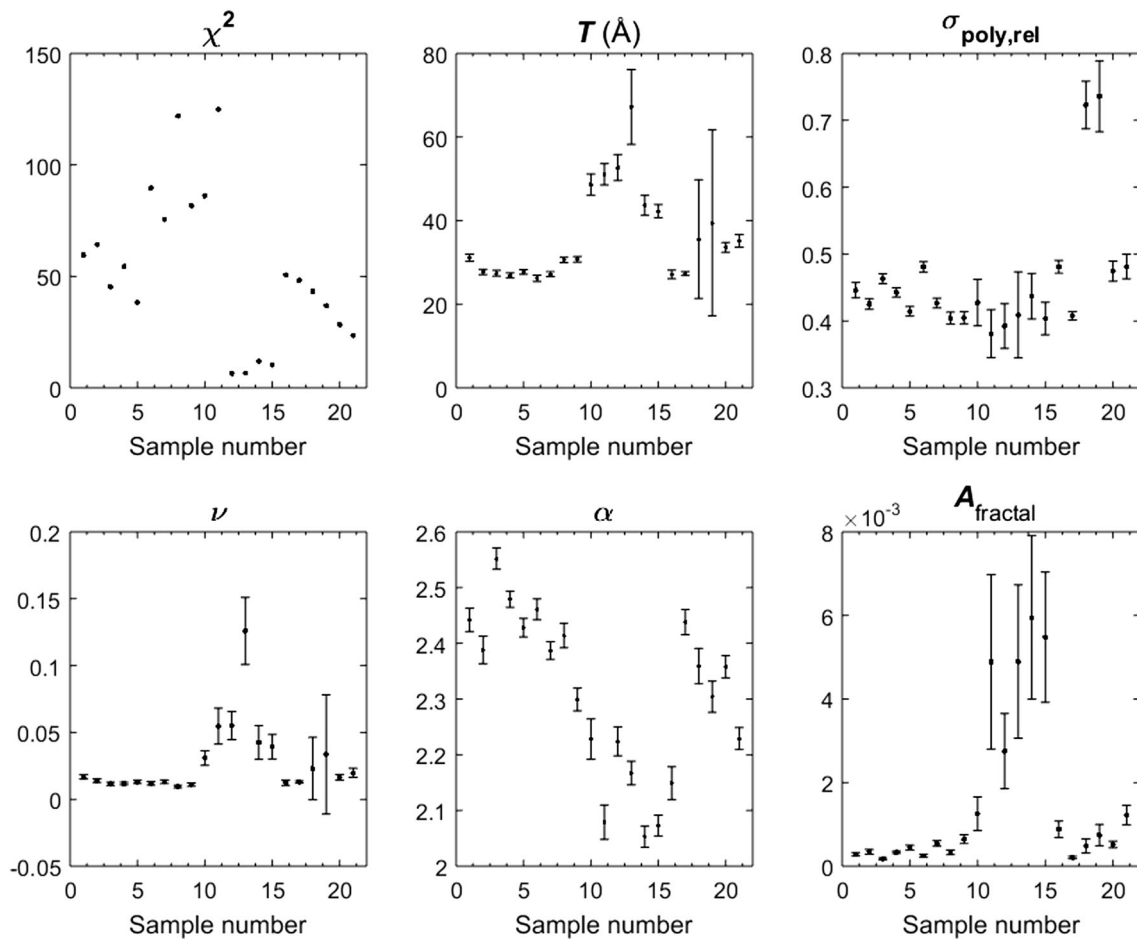 χ²
150
100
50
0
0 5 10 15 20
Sample number
T (Å)
80
60
40
20
0
0 5 10 15 20
Sample number
σpoly,rel
0.8
0.7
0.6
0.5
0.4
0.3
0 5 10 15 20
Sample number
ν
0.2
0.15
0.1
0.05
0
-0.05
0 5 10 15 20
Sample number
α
2.6
2.5
2.4
2.3
2.2
2.1
2
0 5 10 15 20
Sample number
Afractal
×10⁻³
8
6
4
2
0
0 5 10 15 20
Sample number